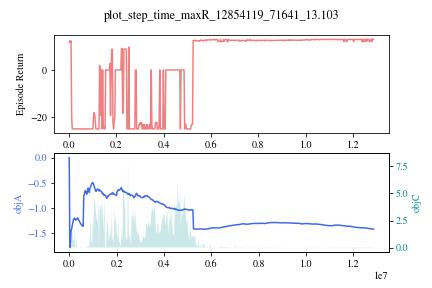 plot_step_time_maxR_12854119_71641_13.103
Episode Return
0
−20
0.0 0.2 0.4 0.6 0.8 1.0 1.2
objA
0.0
−0.5
−1.0
−1.5
7.5
5.0
2.5
0.0
objC
0.0 0.2 0.4 0.6 0.8 1.0 1.2
1e7